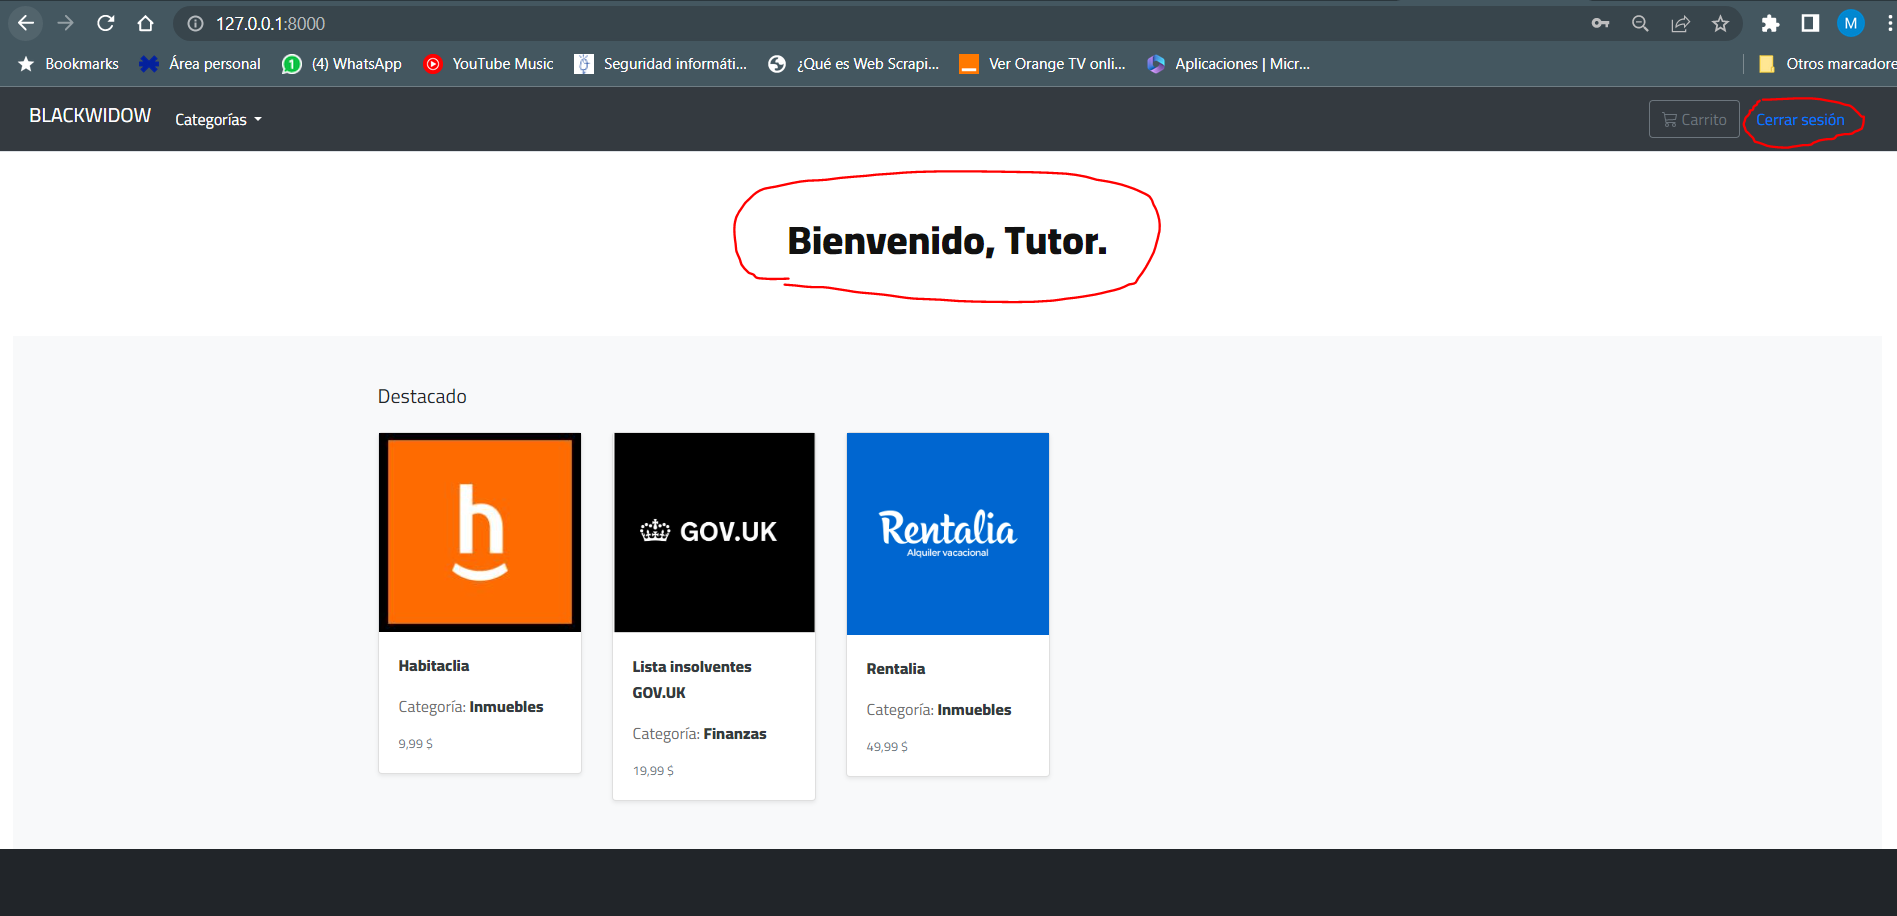 127.0.0.1:8000
M
Bookmarks Área personal (4) WhatsApp YouTube Music Seguridad informáti... ¿Qué es Web Scrapi... Ver Orange TV onli... Aplicaciones | Micr... Otros marcadore
BLACKWIDOW Categorías Carrito Cerrar sesión
Bienvenido, Tutor.
Destacado
h
GOV.UK
Rentalia
Alquiler vacacional
Habitaclia
Categoría: Inmuebles
9,99 $
Lista insolventes
GOV.UK
Categoría: Finanzas
19,99 $
Rentalia
Categoría: Inmuebles
49,99 $